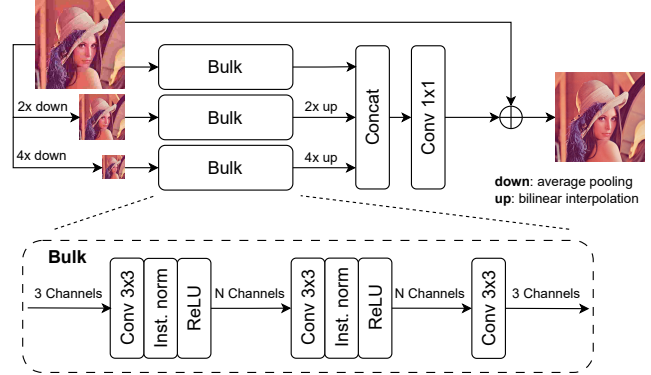 Bulk
2x down
Bulk
2x up
4x down
Bulk
4x up
Concat
Conv 1x1
down: average pooling
up: bilinear interpolation
Bulk
3 Channels
Conv 3x3
Inst. norm
ReLU
N Channels
Conv 3x3
Inst. norm
ReLU
N Channels
Conv 3x3
3 Channels